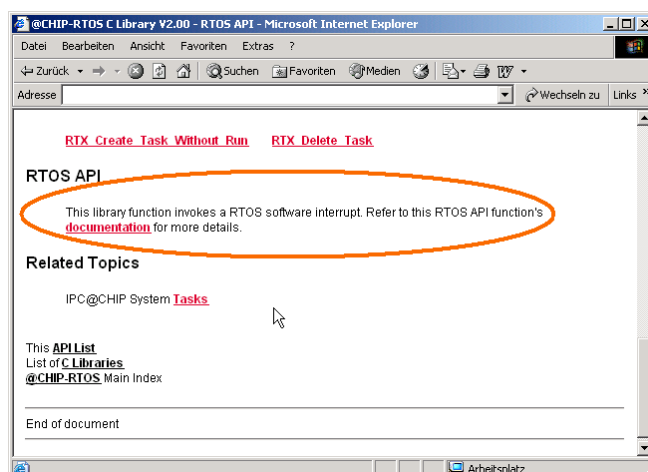 @CHIP-RTOS C Library V2.00 - RTOS API - Microsoft Internet Explorer
Datei Bearbeiten Ansicht Favoriten Extras ?
Zurück Suchen Favoriten Medien
Adresse Wechseln zu Links »
RTX_Create_Task_Without_Run RTX_Delete_Task
RTOS API
This library function invokes a RTOS software interrupt. Refer to this RTOS API function's
documentation for more details.
Related Topics
IPC@CHIP System Tasks
This API List
List of C Libraries
@CHIP-RTOS Main Index
End of document
Arbeitsplatz